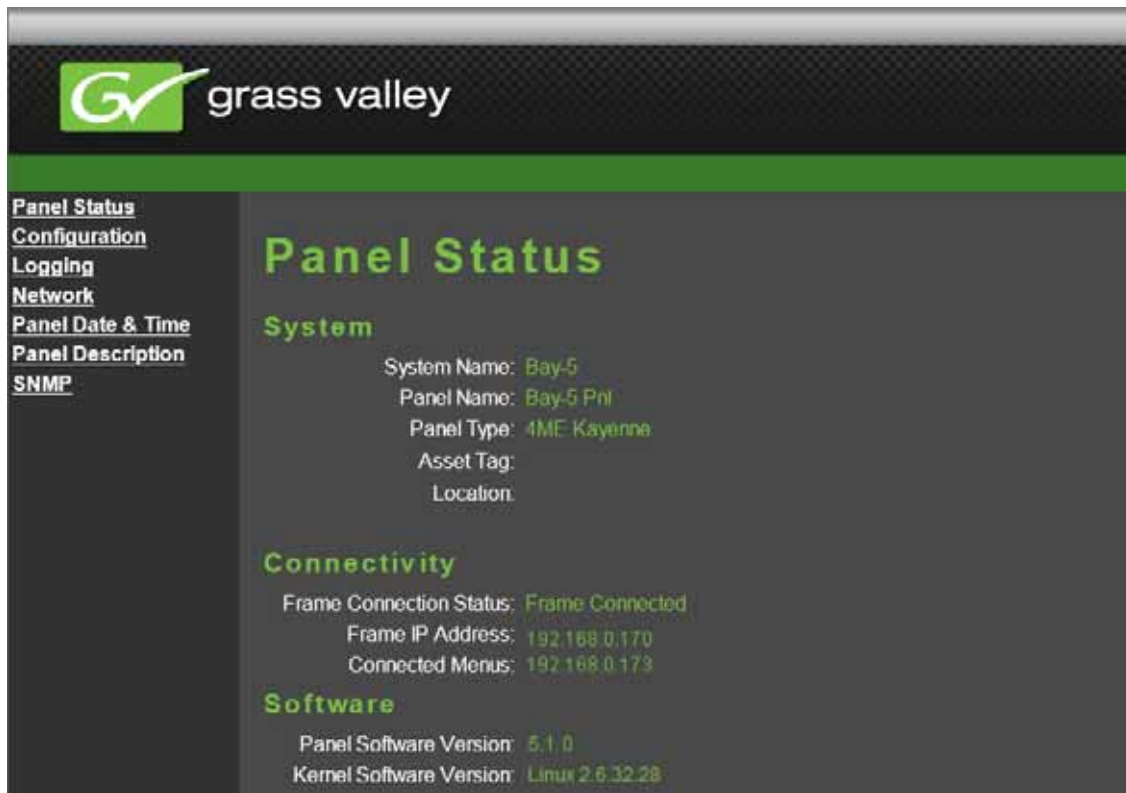 GV grass valley
Panel Status
Configuration
Logging
Network
Panel Date & Time
Panel Description
SNMP
Panel Status
System
System Name: Bay-5
Panel Name: Bay-5 Pnl
Panel Type: 4ME Kayenne
Asset Tag:
Location:
Connectivity
Frame Connection Status: Frame Connected
Frame IP Address: 192.168.0.170
Connected Menus: 192.168.0.173
Software
Panel Software Version: 5.1.0
Kernel Software Version: Linux 2.6.32.28